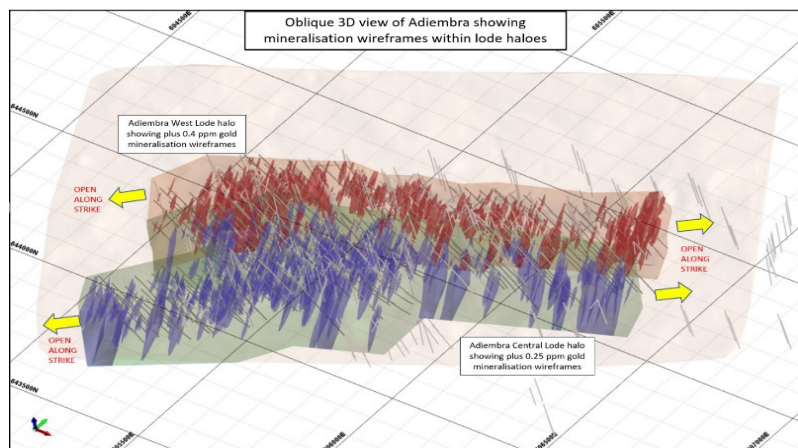 Oblique 3D view of Adiembra showing
mineralisation wireframes within lode haloes
604500E
605500E
644500N
Adiembra West Lode halo
showing plus 0.4 ppm gold
mineralisation wireframes
OPEN
ALONG
STRIKE
OPEN
ALONG
STRIKE
644000N
OPEN
ALONG
STRIKE
Adiembra Central Lode halo
showing plus 0.25 ppm gold
mineralisation wireframes
643500N